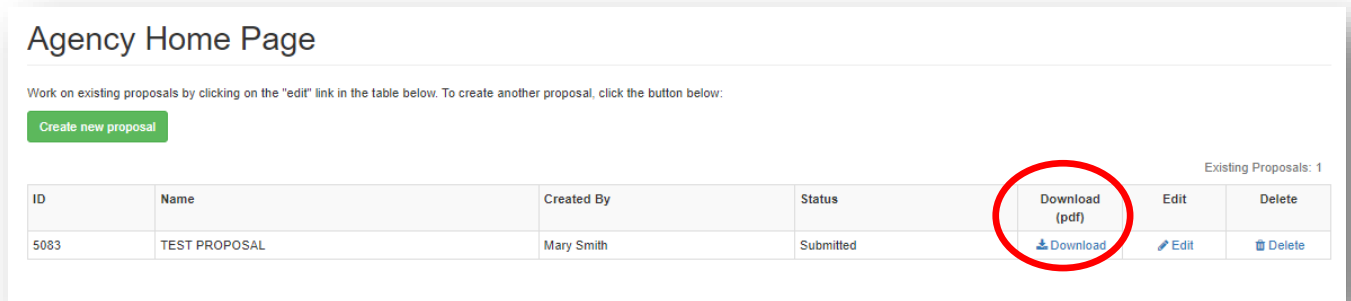 Agency Home Page
Work on existing proposals by clicking on the "edit" link in the table below. To create another proposal, click the button below:
Create new proposal
Existing Proposals: 1
ID Name Created By Status Download (pdf) Edit Delete
5083 TEST PROPOSAL Mary Smith Submitted Download Edit Delete